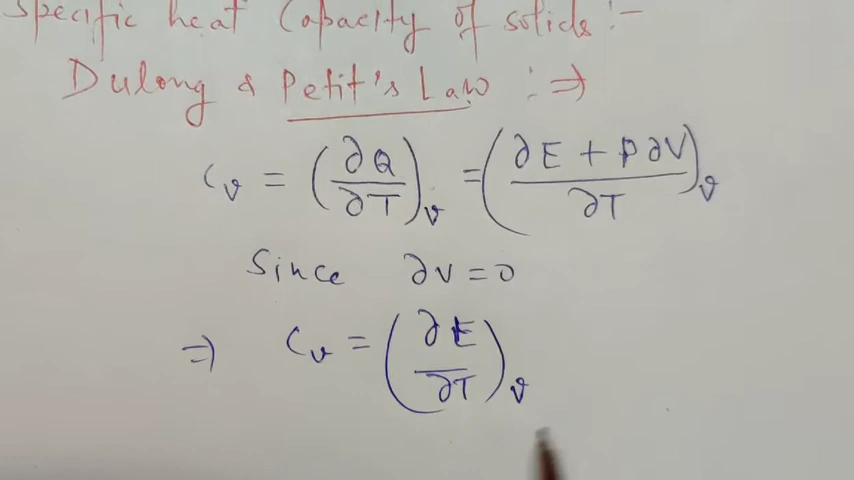 Specific heat Capacity of solids :-
Dulong & Petit's Law :⇒
Cv = (∂Q/∂T)v = (∂E + P∂V/∂T)v
Since ∂V = 0
⇒ Cv = (∂E/∂T)v